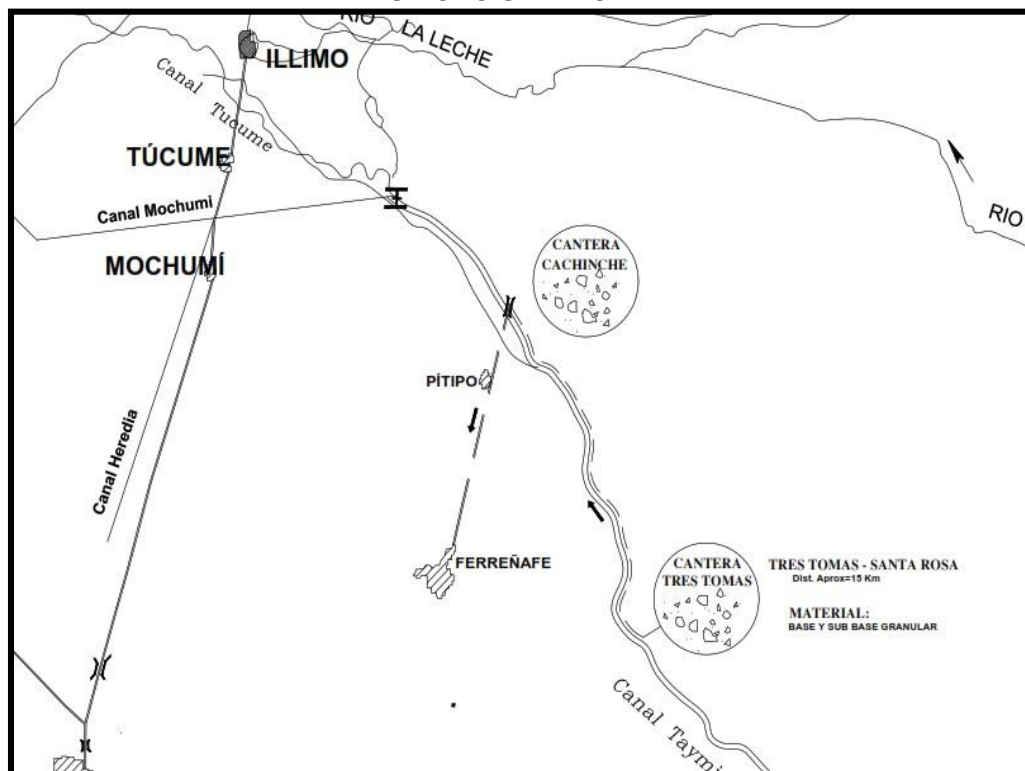 RIO LA LECHE
ILLIMO
Canal Tucume
TÚCUME
Canal Mochumi
RIO
MOCHUMÍ
CANTERA
CACHINCHE
PÍTIPO
Canal Heredia
FERREÑAFE
CANTERA
TRES TOMAS
TRES TOMAS - SANTA ROSA
Dist. Aprox=15 Km
MATERIAL:
BASE Y SUB BASE GRANULAR
Canal Taymi